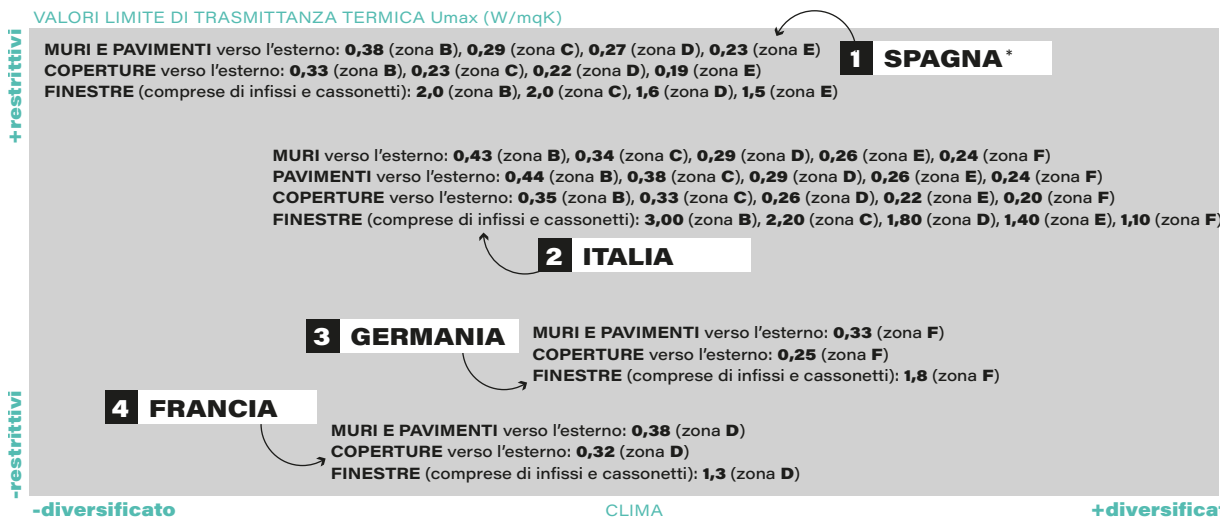 VALORI LIMITE DI TRASMITTANZA TERMICA Umax (W/mqK)
+restrittivi
MURI E PAVIMENTI verso l'esterno: 0,38 (zona B), 0,29 (zona C), 0,27 (zona D), 0,23 (zona E)
COPERTURE verso l'esterno: 0,33 (zona B), 0,23 (zona C), 0,22 (zona D), 0,19 (zona E)
FINESTRE (comprese di infissi e cassonetti): 2,0 (zona B), 2,0 (zona C), 1,6 (zona D), 1,5 (zona E)
1 SPAGNA*
MURI verso l'esterno: 0,43 (zona B), 0,34 (zona C), 0,29 (zona D), 0,26 (zona E), 0,24 (zona F)
PAVIMENTI verso l'esterno: 0,44 (zona B), 0,38 (zona C), 0,29 (zona D), 0,26 (zona E), 0,24 (zona F)
COPERTURE verso l'esterno: 0,35 (zona B), 0,33 (zona C), 0,26 (zona D), 0,22 (zona E), 0,20 (zona F)
FINESTRE (comprese di infissi e cassonetti): 3,00 (zona B), 2,20 (zona C), 1,80 (zona D), 1,40 (zona E), 1,10 (zona F)
2 ITALIA
3 GERMANIA
MURI E PAVIMENTI verso l'esterno: 0,33 (zona F)
COPERTURE verso l'esterno: 0,25 (zona F)
FINESTRE (comprese di infissi e cassonetti): 1,8 (zona F)
4 FRANCIA
MURI E PAVIMENTI verso l'esterno: 0,38 (zona D)
COPERTURE verso l'esterno: 0,32 (zona D)
FINESTRE (comprese di infissi e cassonetti): 1,3 (zona D)
-restrittivi
-diversificato
CLIMA
+diversificat